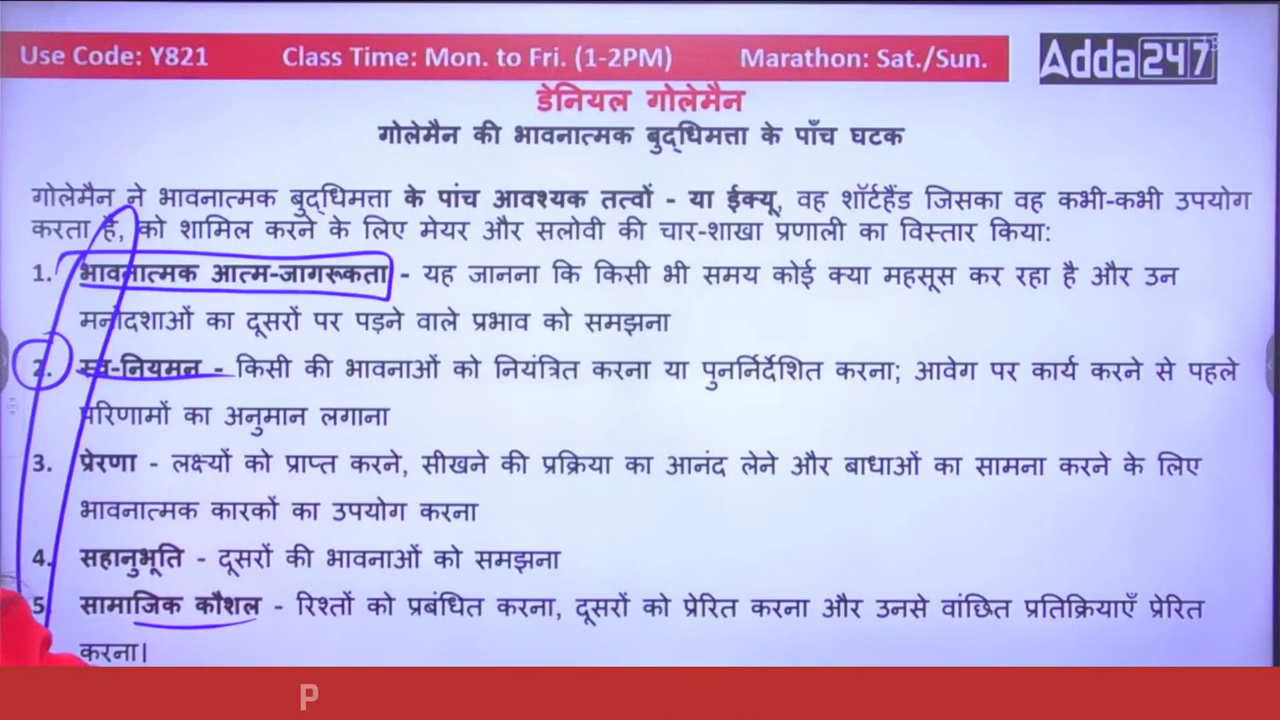 Use Code: Y821 Class Time: Mon. to Fri. (1-2PM) Marathon: Sat./Sun. Adda247
डेनियल गोलेमैन
गोलेमैन की भावनात्मक बुद्धिमत्ता के पाँच घटक
गोलेमैन ने भावनात्मक बुद्धिमत्ता के पांच आवश्यक तत्वों - या ईक्यू, वह शॉर्टहैंड जिसका वह कभी-कभी उपयोग
करता है, को शामिल करने के लिए मेयर और सलोवी की चार-शाखा प्रणाली का विस्तार किया:
1. भावनात्मक आत्म-जागरूकता - यह जानना कि किसी भी समय कोई क्या महसूस कर रहा है और उन
मनोदशाओं का दूसरों पर पड़ने वाले प्रभाव को समझना
2. स्व-नियमन - किसी की भावनाओं को नियंत्रित करना या पुनर्निर्देशित करना; आवेग पर कार्य करने से पहले
परिणामों का अनुमान लगाना
3. प्रेरणा - लक्ष्यों को प्राप्त करने, सीखने की प्रक्रिया का आनंद लेने और बाधाओं का सामना करने के लिए
भावनात्मक कारकों का उपयोग करना
4. सहानुभूति - दूसरों की भावनाओं को समझना
5. सामाजिक कौशल - रिश्तों को प्रबंधित करना, दूसरों को प्रेरित करना और उनसे वांछित प्रतिक्रियाएँ प्रेरित
करना।
P